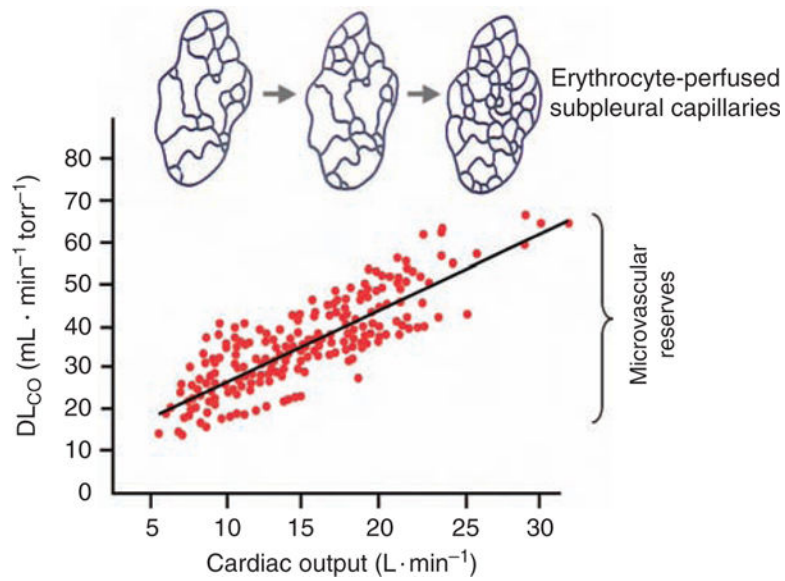 Erythrocyte-perfused
subpleural capillaries
80
70
60
50
40
30
20
10
0
DL_CO (mL · min⁻¹ torr⁻¹)
5 10 15 20 25 30
Cardiac output (L·min⁻¹)
Microvascular
reserves